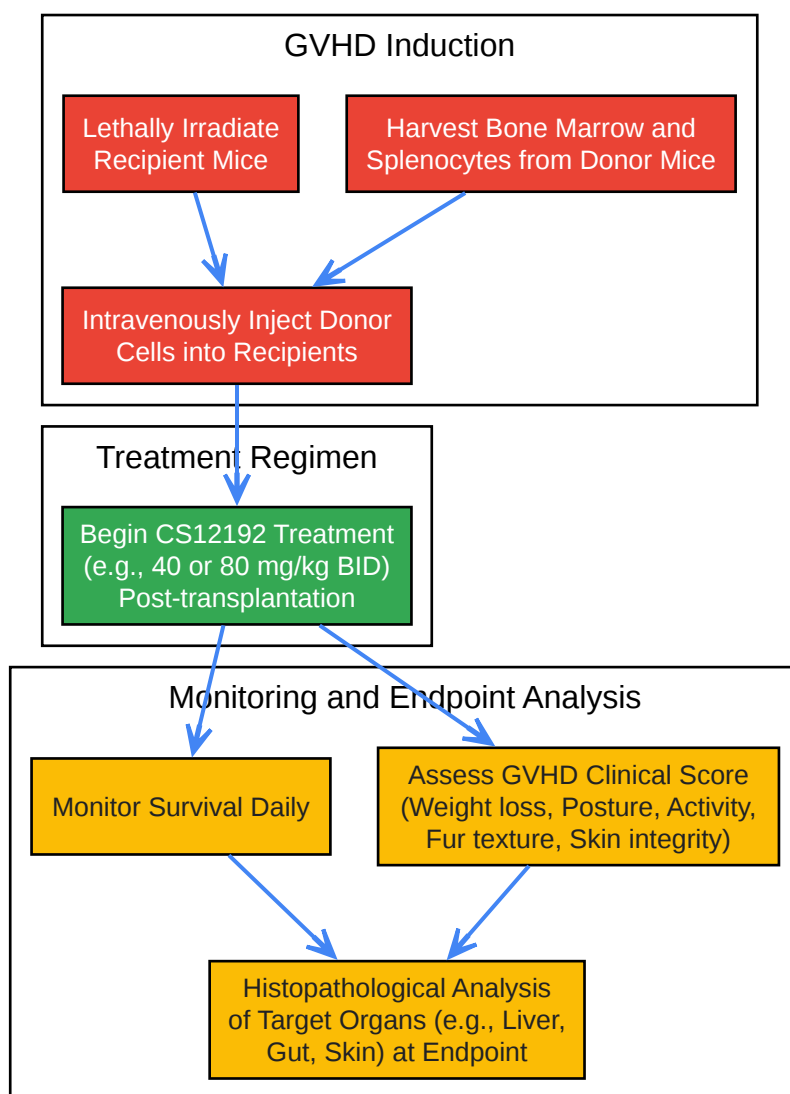 GVHD Induction
Lethally Irradiate
Recipient Mice
Harvest Bone Marrow and
Splenocytes from Donor Mice
Intravenously Inject Donor
Cells into Recipients
Treatment Regimen
Begin CS12192 Treatment
(e.g., 40 or 80 mg/kg BID)
Post-transplantation
Monitoring and Endpoint Analysis
Monitor Survival Daily
Assess GVHD Clinical Score
(Weight loss, Posture, Activity,
Fur texture, Skin integrity)
Histopathological Analysis
of Target Organs (e.g., Liver,
Gut, Skin) at Endpoint